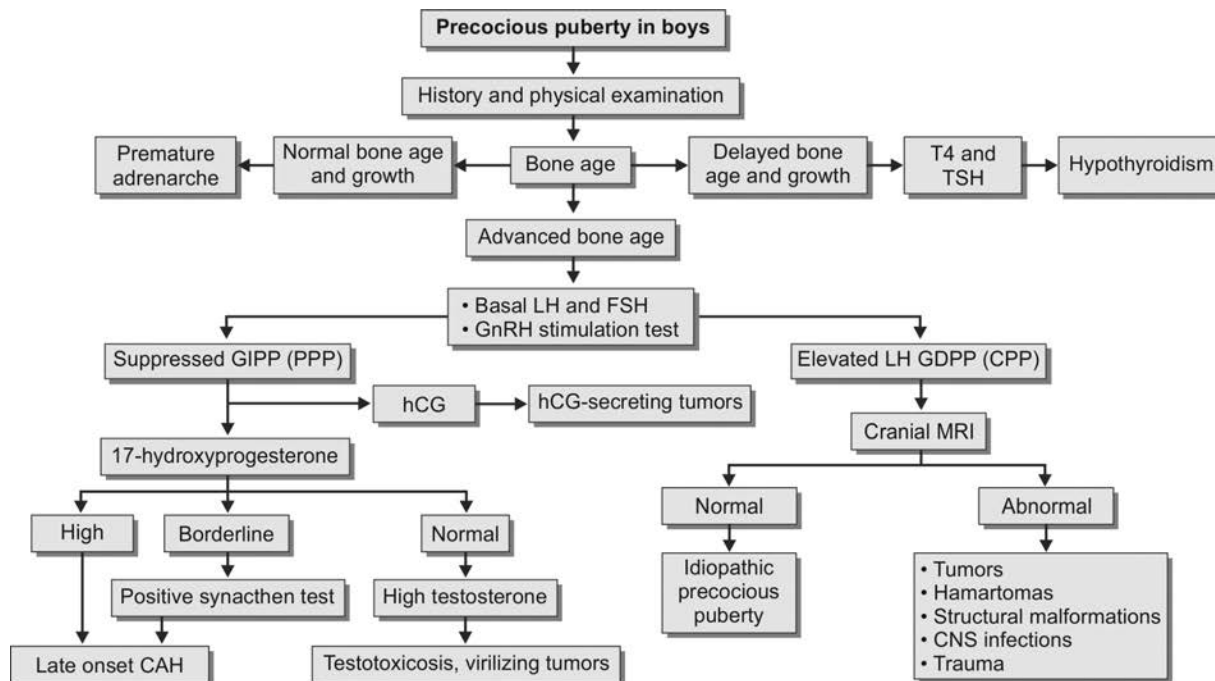 Precocious puberty in boys
History and physical examination
Premature
adrenarche
Normal bone age
and growth
Bone age
Delayed bone
age and growth
T4 and
TSH
Hypothyroidism
Advanced bone age
• Basal LH and FSH
• GnRH stimulation test
Suppressed GIPP (PPP)
Elevated LH GDPP (CPP)
hCG
hCG-secreting tumors
Cranial MRI
17-hydroxyprogesterone
High
Borderline
Normal
Normal
Abnormal
Positive synacthen test
High testosterone
Idiopathic
precocious
puberty
• Tumors
• Hamartomas
• Structural malformations
• CNS infections
• Trauma
Late onset CAH
Testotoxicosis, virilizing tumors